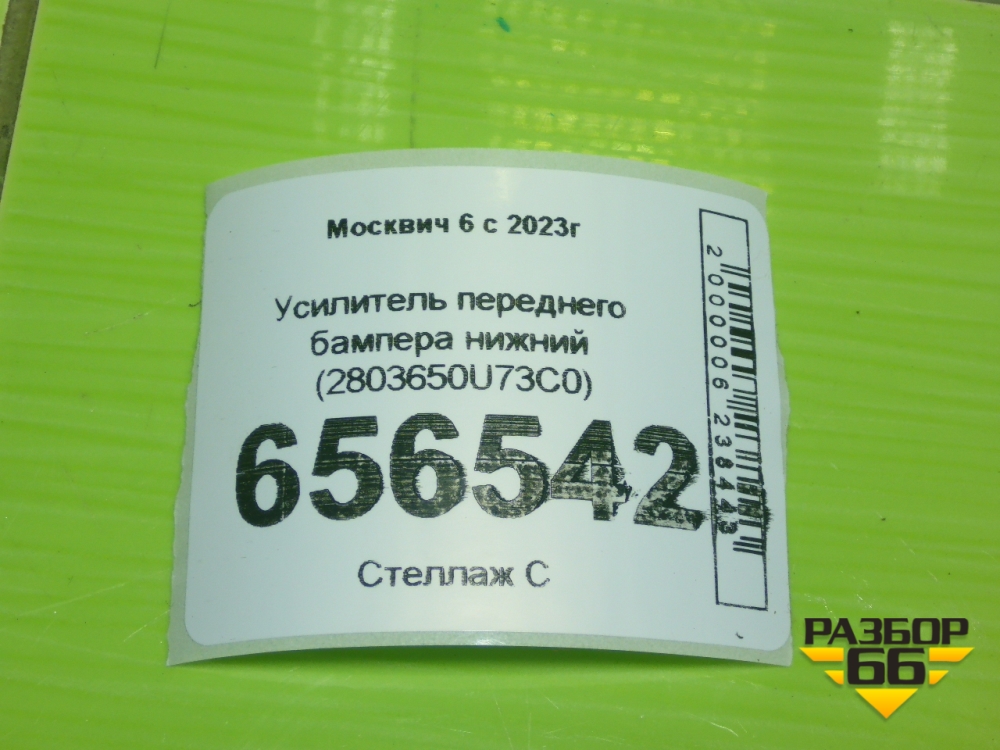 Москвич 6 с 2023г
Усилитель переднего
бампера нижний
(2803650U73C0)
656542
Стеллаж С
2000006238443
РАЗБОР
66